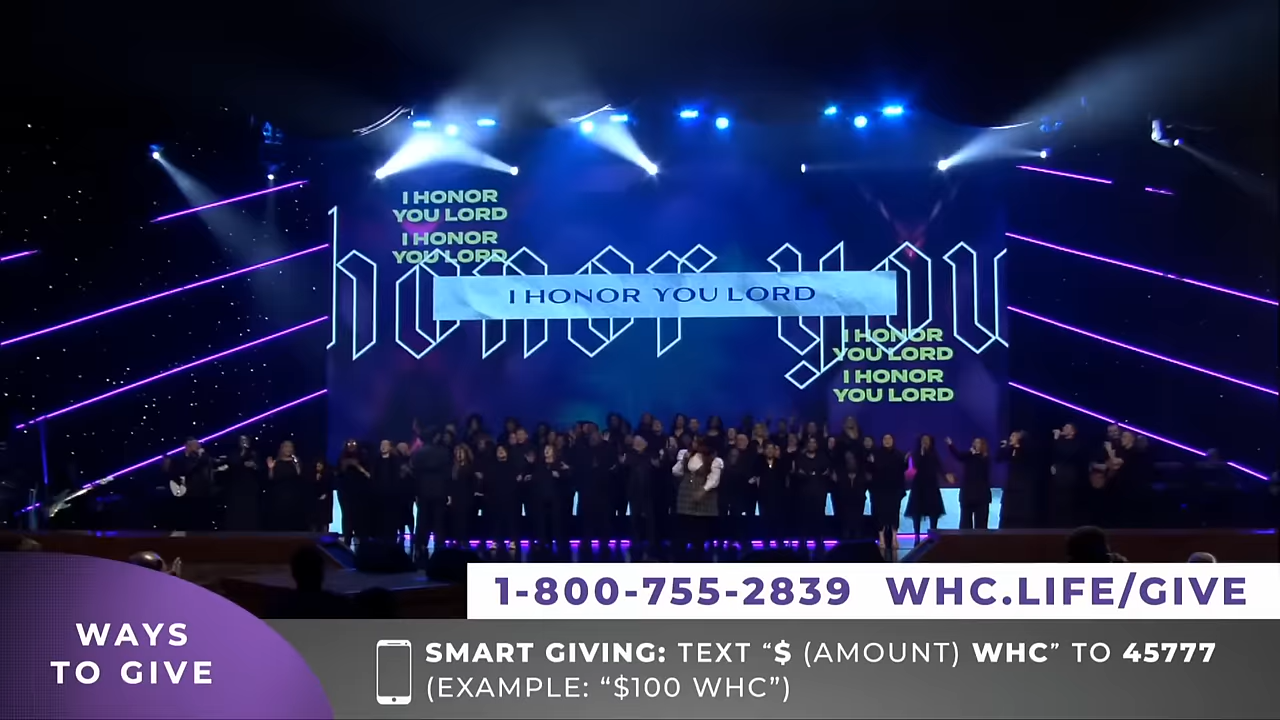 I HONOR
YOU LORD
I HONOR
YOU LORD
honor you
I HONOR YOU LORD
I HONOR
YOU LORD
I HONOR
YOU LORD
1-800-755-2839 WHC.LIFE/GIVE
WAYS
TO GIVE
SMART GIVING: TEXT “$ (AMOUNT) WHC” TO 45777
(EXAMPLE: “$100 WHC”)